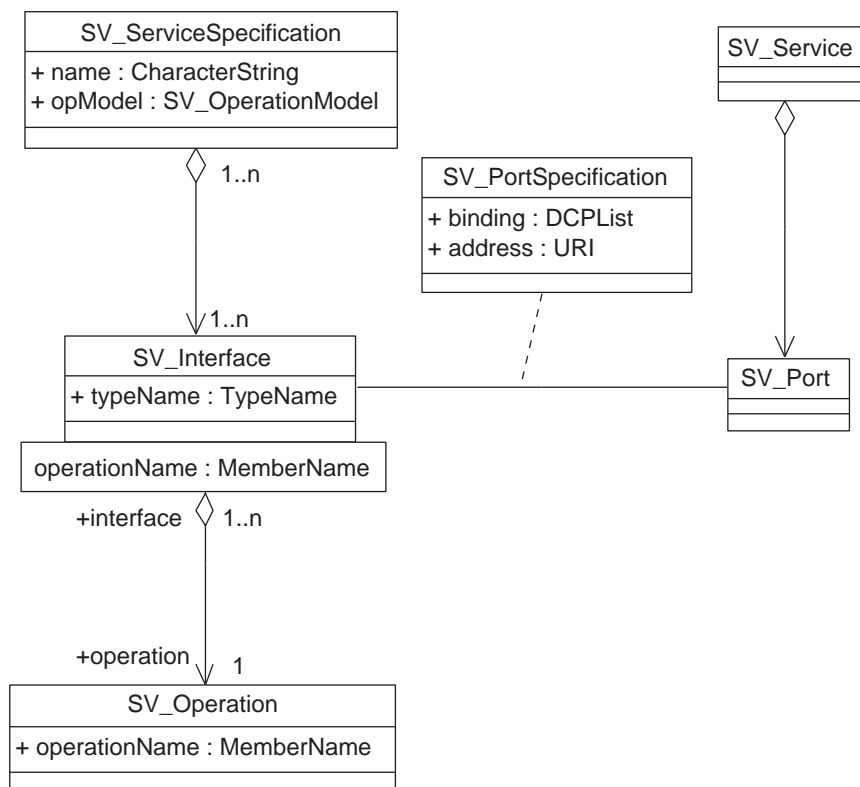 SV_ServiceSpecification
+ name : CharacterString
+ opModel : SV_OperationModel
SV_Service
1..n
SV_PortSpecification
+ binding : DCPList
+ address : URI
1..n
SV_Interface
+ typeName : TypeName
SV_Port
operationName : MemberName
+interface
1..n
+operation
1
SV_Operation
+ operationName : MemberName